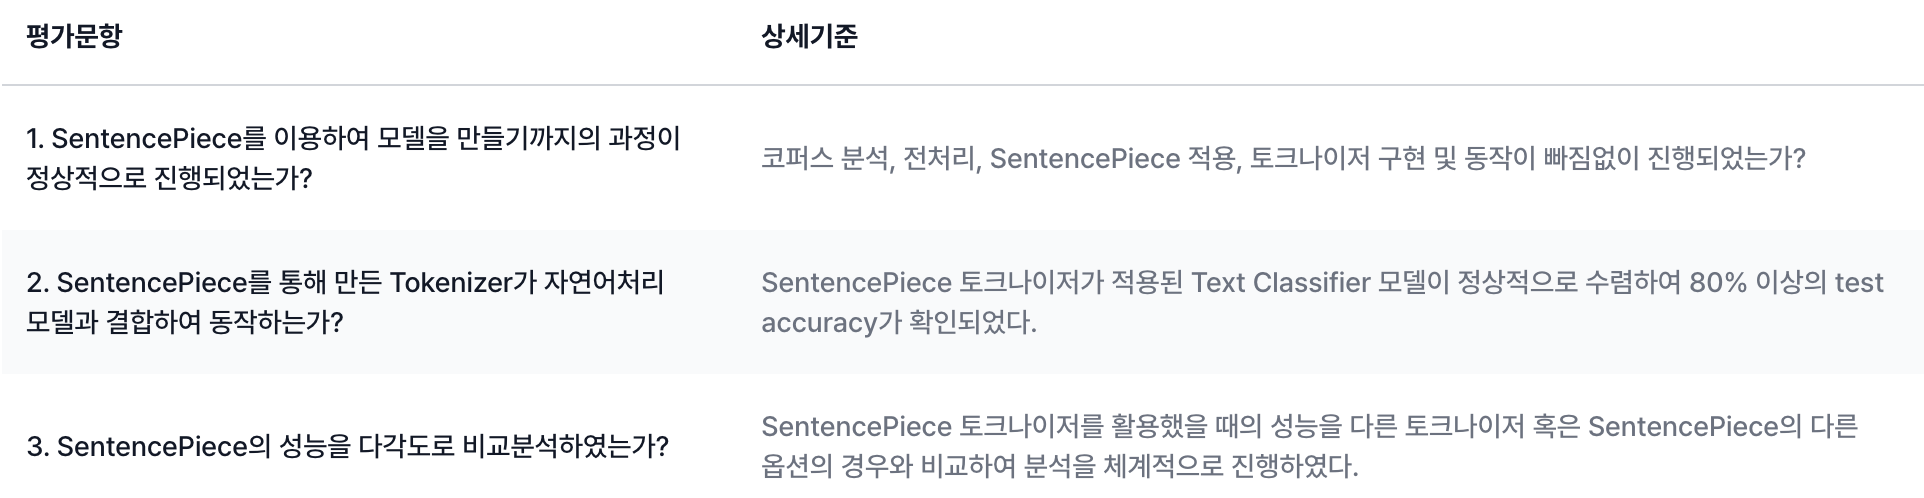 평가문항 상세기준
1. SentencePiece를 이용하여 모델을 만들기까지의 과정이
정상적으로 진행되었는가?
코퍼스 분석, 전처리, SentencePiece 적용, 토크나이저 구현 및 동작이 빠짐없이 진행되었는가?
2. SentencePiece를 통해 만든 Tokenizer가 자연어처리
모델과 결합하여 동작하는가?
SentencePiece 토크나이저가 적용된 Text Classifier 모델이 정상적으로 수렴하여 80% 이상의 test
accuracy가 확인되었다.
3. SentencePiece의 성능을 다각도로 비교분석하였는가?
SentencePiece 토크나이저를 활용했을 때의 성능을 다른 토크나이저 혹은 SentencePiece의 다른
옵션의 경우와 비교하여 분석을 체계적으로 진행하였다.